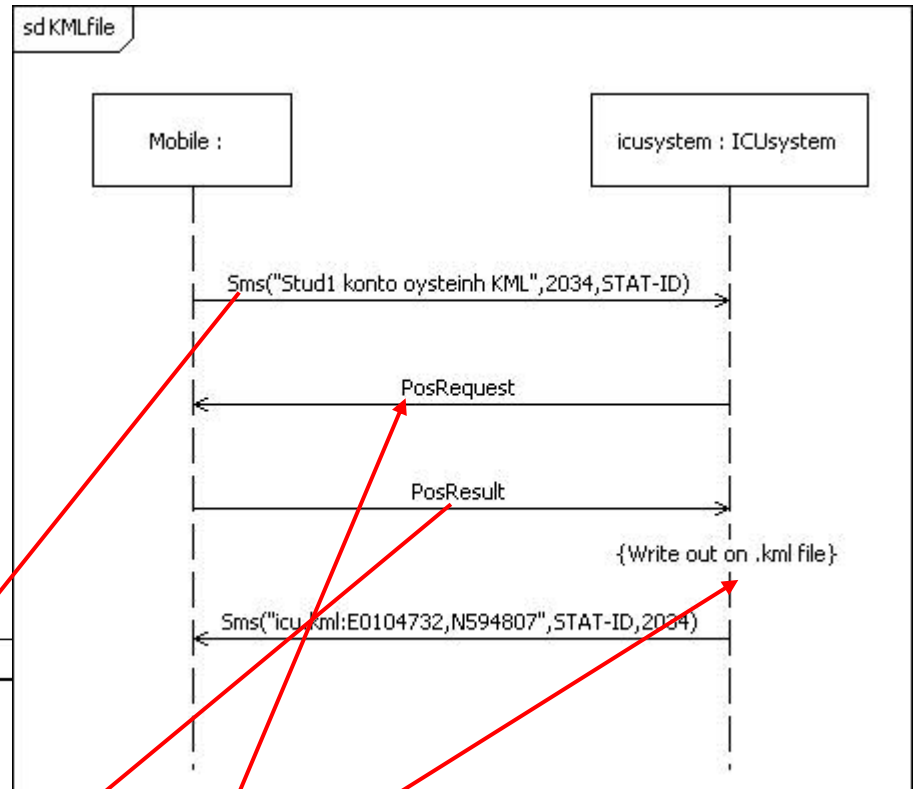 sd KMLfile
Mobile :
icusystem : ICUsystem
Sms("Stud1 konto oysteinh KML",2034,STAT-ID)
PosRequest
PosResult
{Write out on .kml file}
Sms("icu.kml:E0104732,N594807",STAT-ID,2034)